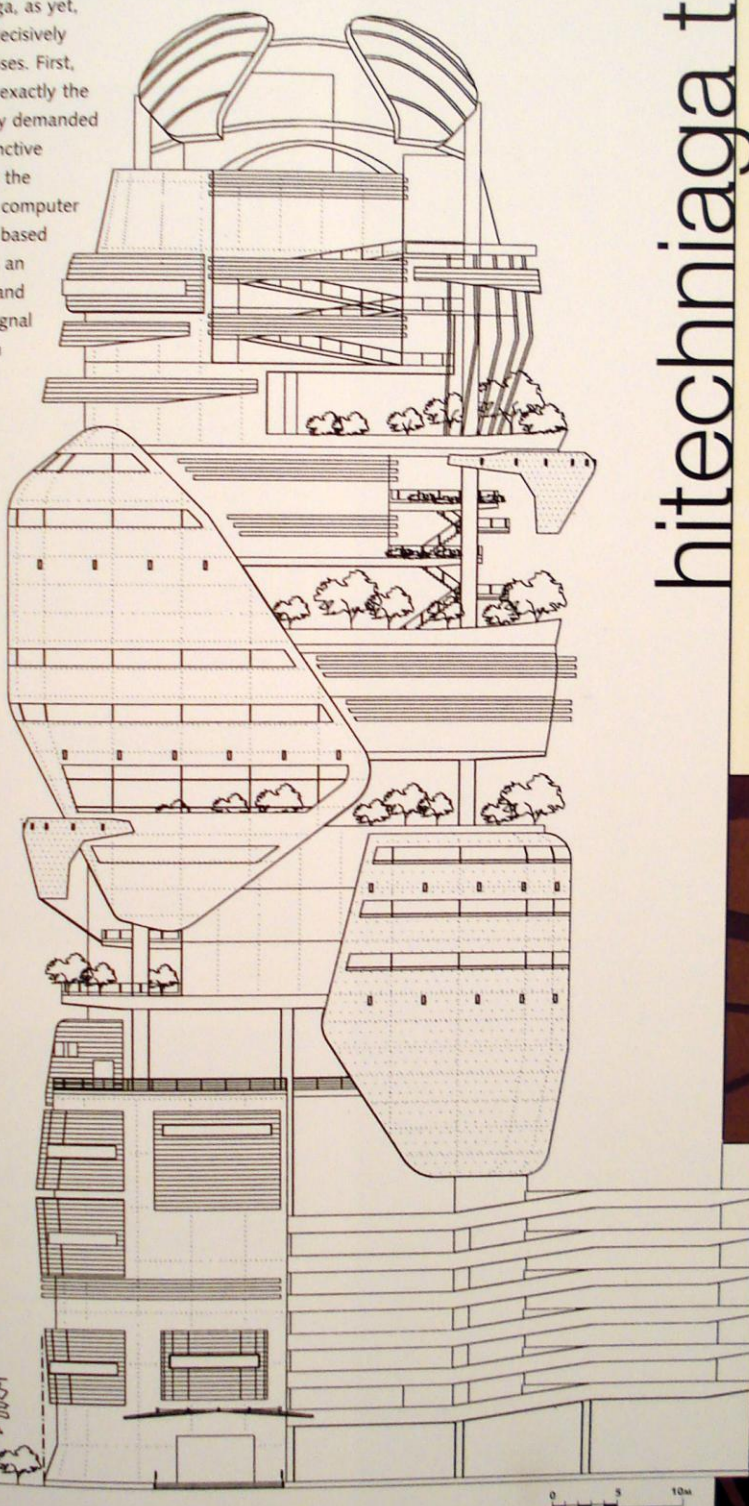 ga, as yet,
ecisively
ses. First,
exactly the
y demanded
nctive
the
computer
based
an
and
gnal
hitechniaga t
0 5 10M